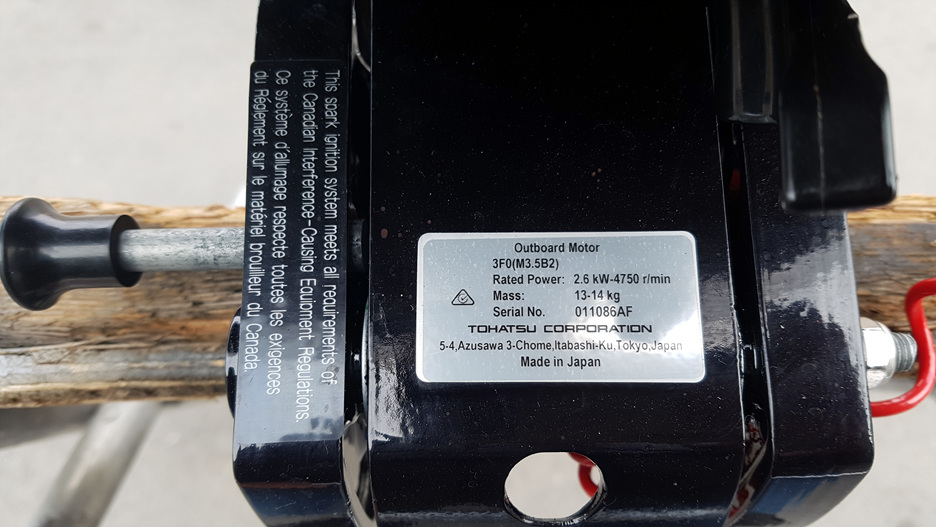 This spark ignition system meets all requirements of
the Canadian Interference-Causing Equipment Regulations.
Ce système d'allumage respecte toutes les exigences
du Réglement sur le matériel brouilleur du Canada.
Outboard Motor
3F0(M3.5B2)
Rated Power: 2.6 kW-4750 r/min
Mass: 13-14 kg
Serial No. 011086AF
TOHATSU CORPORATION
5-4,Azusawa 3-Chome,Itabashi-Ku,Tokyo,Japan
Made in Japan